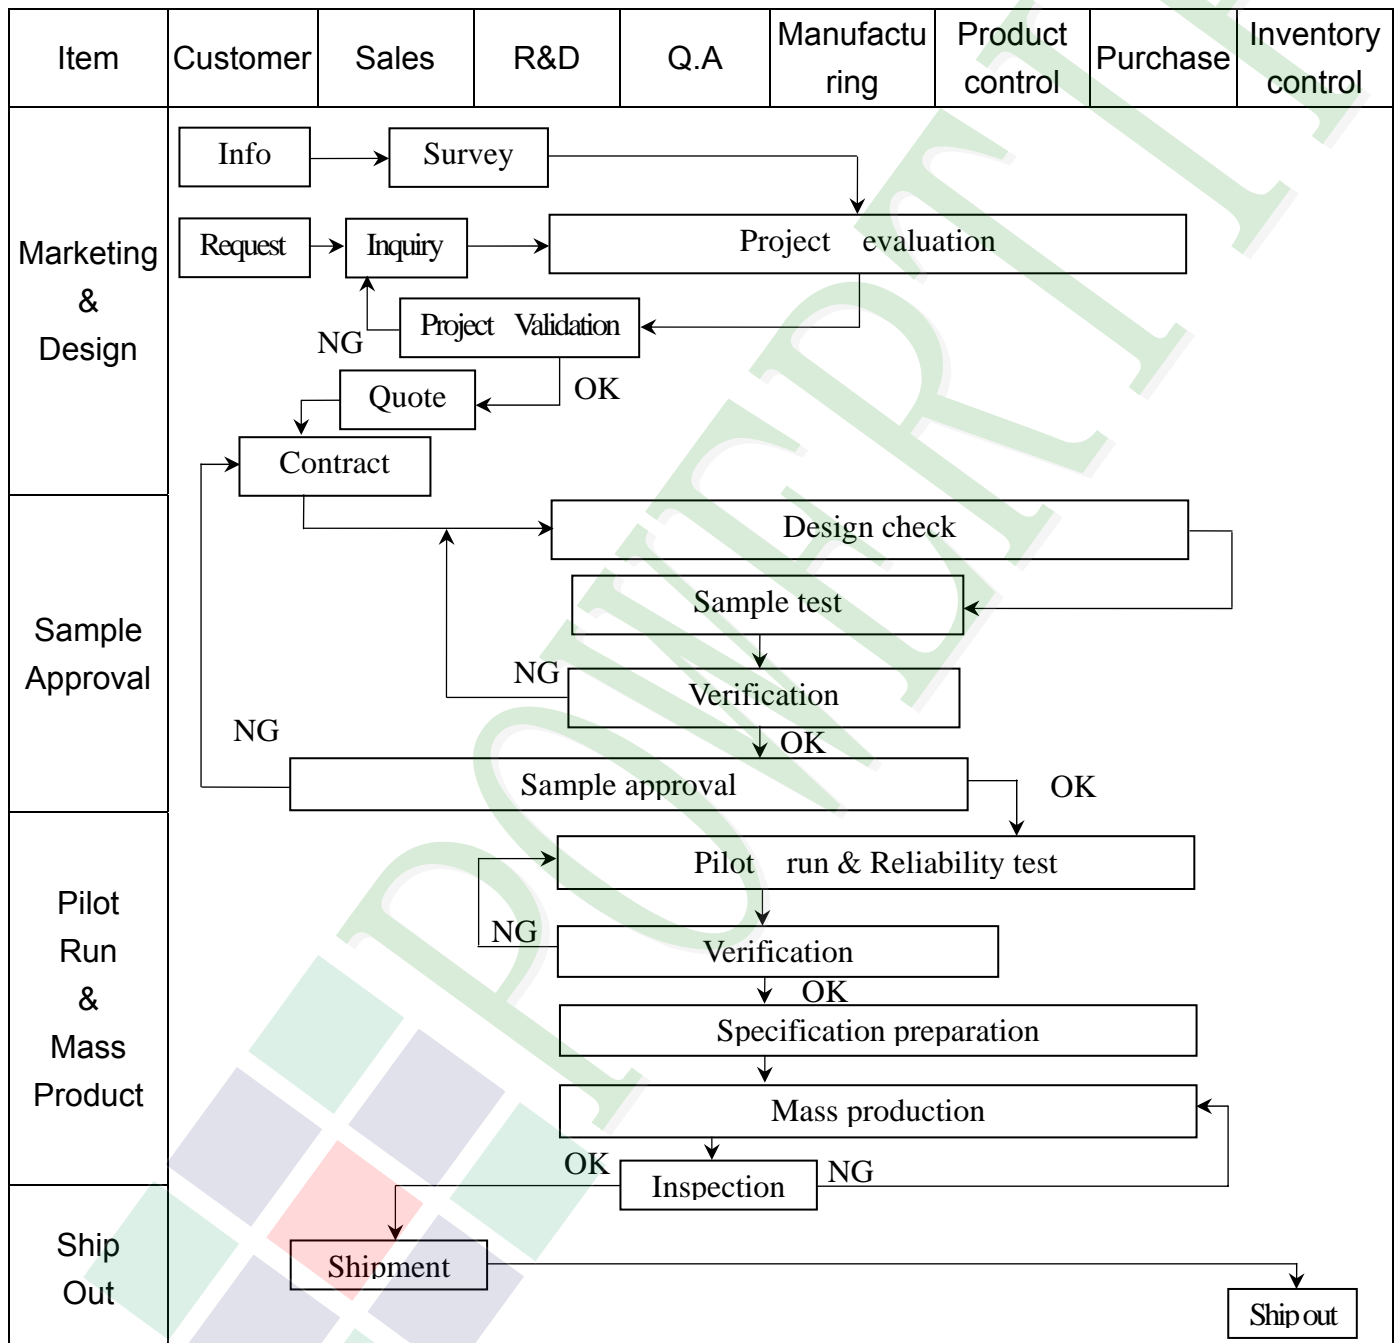 Item
Customer
Sales
R&D
Q.A
Manufactu
ring
Product
control
Purchase
Inventory
control
Marketing
&
Design
Info
Survey
Request
Inquiry
Project evaluation
Project Validation
NG
OK
Quote
Contract
Sample
Approval
Design check
Sample test
NG
Verification
NG
OK
Sample approval
OK
Pilot
Run
&
Mass
Product
Pilot run & Reliability test
NG
Verification
OK
Specification preparation
Mass production
OK
Inspection
NG
Ship
Out
Shipment
Ship out